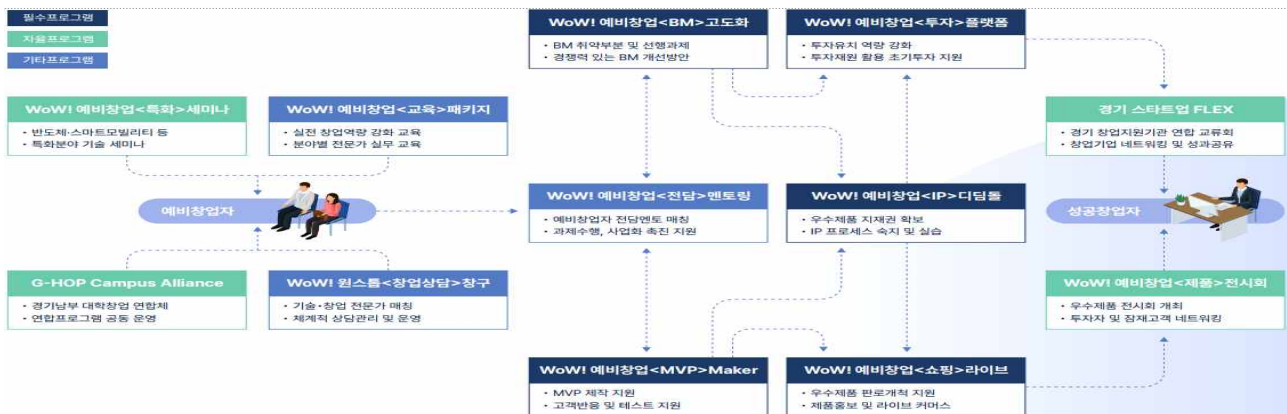 필수프로그램
자율프로그램
기타프로그램
WoW! 예비창업<BM>고도화
• BM 취약부분 및 선행과제
• 경쟁력 있는 BM 개선방안
WoW! 예비창업<투자>플랫폼
• 투자유치 역량 강화
• 투자재원 활용 초기투자 지원
WoW! 예비창업<특화>세미나
• 반도체·스마트모빌리티 등
• 특화분야 기술 세미나
WoW! 예비창업<교육>패키지
• 실전 창업역량 강화 교육
• 분야별 전문가 실무 교육
경기 스타트업 FLEX
• 경기 창업지원기관 연합 교류회
• 창업기업 네트워킹 및 성과공유
예비창업자
WoW! 예비창업<전담>멘토링
• 예비창업자 전담멘토 매칭
• 과제수행, 사업화 촉진 지원
WoW! 예비창업<IP>디딤돌
• 우수제품 지재권 확보
• IP 프로세스 숙지 및 실습
성공창업자
G-HOP Campus Alliance
• 경기남부 대학창업 연합체
• 연합프로그램 공동 운영
WoW! 원스톱<창업상담>창구
• 기술·창업 전문가 매칭
• 체계적 상담관리 및 운영
WoW! 예비창업<제품>전시회
• 우수제품 전시회 개최
• 투자자 및 잠재고객 네트워킹
WoW! 예비창업<MVP>Maker
• MVP 제작 지원
• 고객반응 및 테스트 지원
WoW! 예비창업<쇼핑>라이브
• 우수제품 판로개척 지원
• 제품홍보 및 라이브 커머스